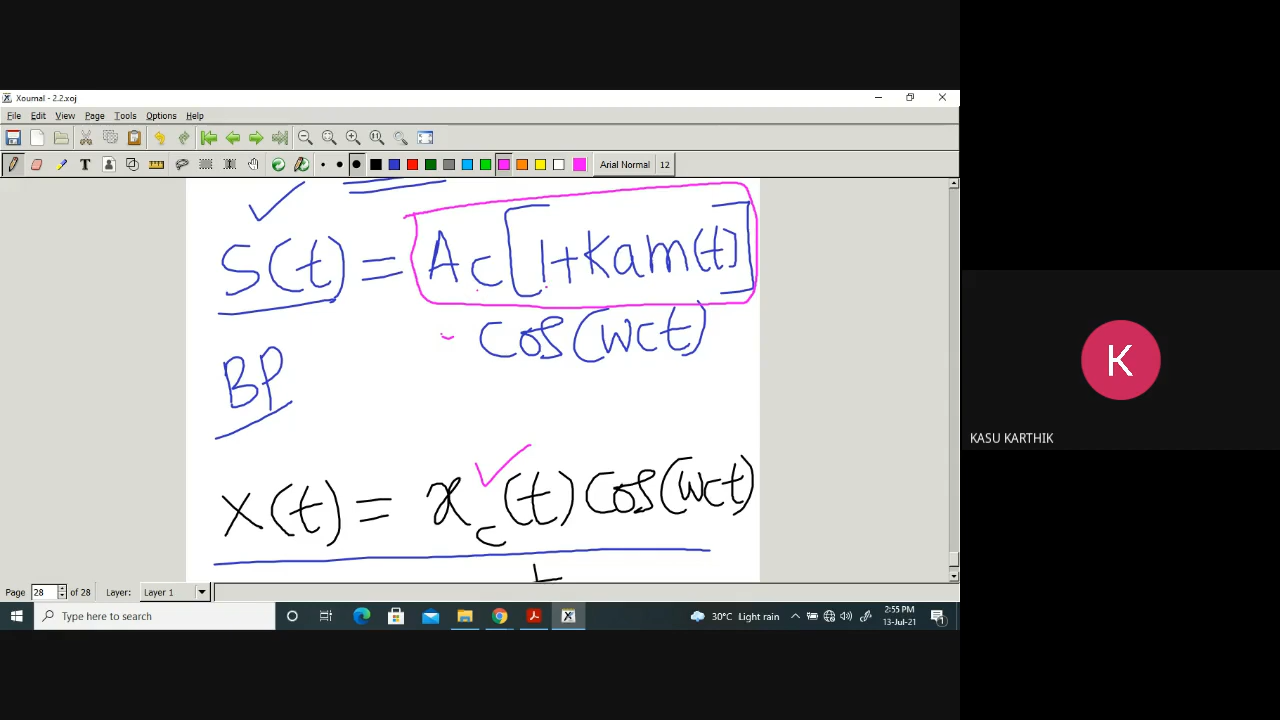 Xournal - 2.2.xoj
File Edit View Page Tools Options Help
Arial Normal 12
S(t) = Ac[1+Kam(t)]
cos(wct)
BP
x(t) = xc(t) cos(wct)
Page 28 of 28 Layer: Layer 1
Type here to search
30°C Light rain
2:55 PM
13-Jul-21
1
K
KASU KARTHIK